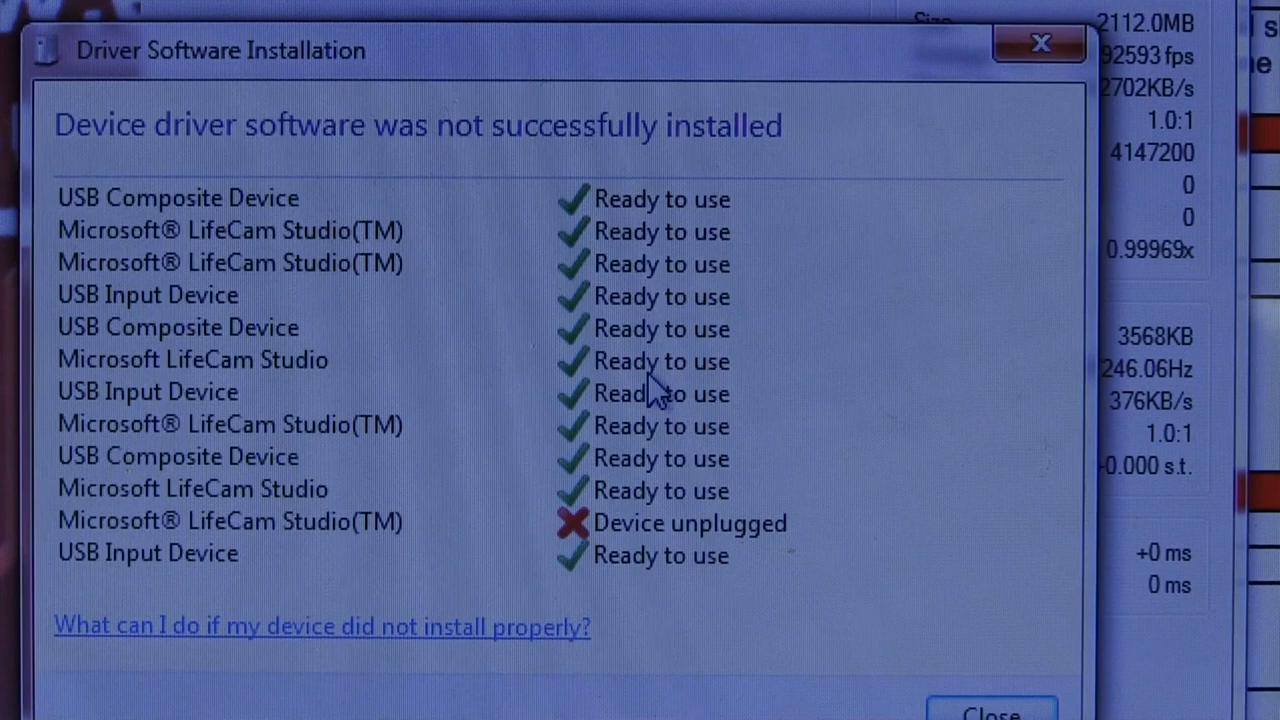 Size
2112.0MB
Driver Software Installation
92593 fps
2702KB/s
Device driver software was not successfully installed
1.0:1
4147200
0
0
0.99969x
USB Composite Device Ready to use
Microsoft® LifeCam Studio(TM) Ready to use
Microsoft® LifeCam Studio(TM) Ready to use
USB Input Device Ready to use
USB Composite Device Ready to use
Microsoft LifeCam Studio Ready to use
USB Input Device Ready to use
Microsoft® LifeCam Studio(TM) Ready to use
USB Composite Device Ready to use
Microsoft LifeCam Studio Ready to use
Microsoft® LifeCam Studio(TM) Device unplugged
USB Input Device Ready to use
3568KB
246.06Hz
376KB/s
1.0:1
-0.000 s.t.
+0 ms
0 ms
What can I do if my device did not install properly?
Close